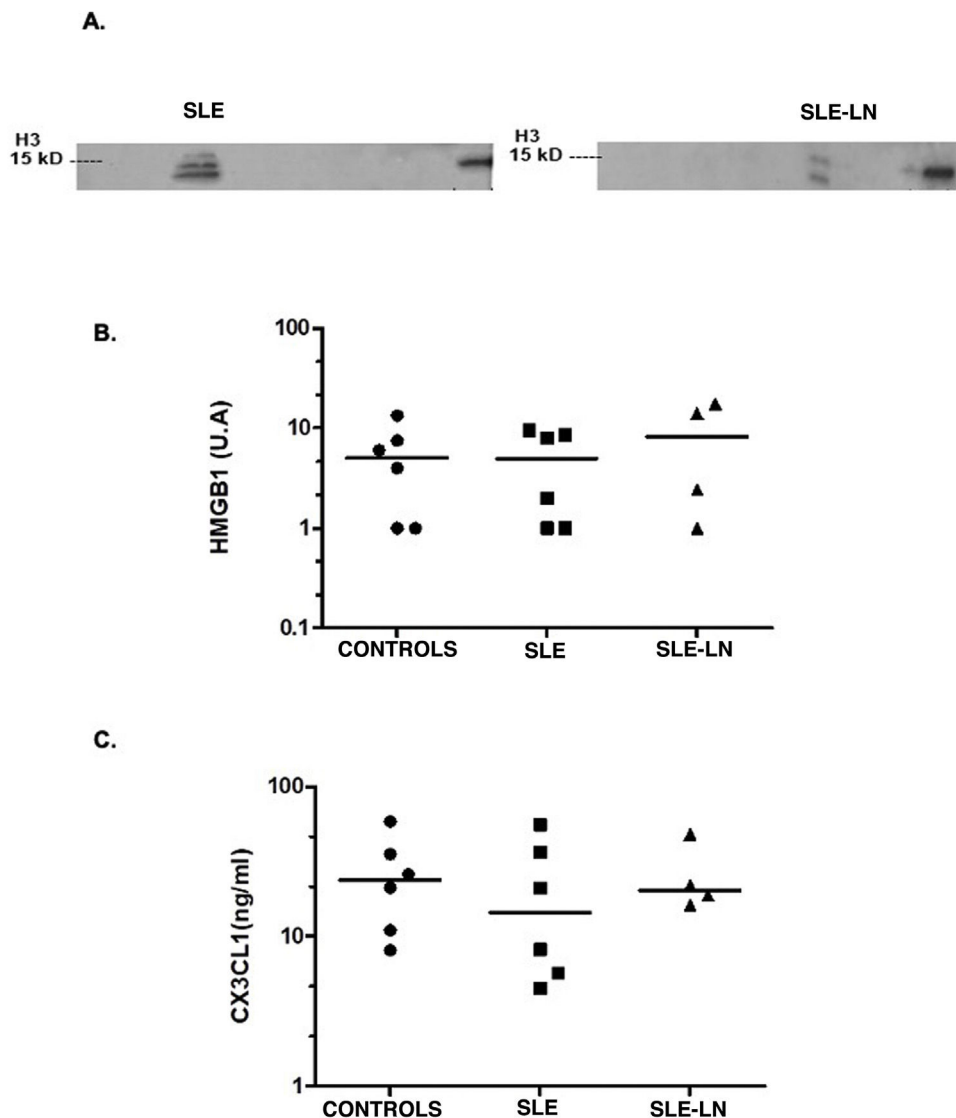 A.
SLE
H3
15 kD
SLE-LN
H3
15 kD
B.
100
10
1
0.1
HMGB1 (U.A)
CONTROLS SLE SLE-LN
C.
100
10
1
CX3CL1(ng/ml)
CONTROLS SLE SLE-LN